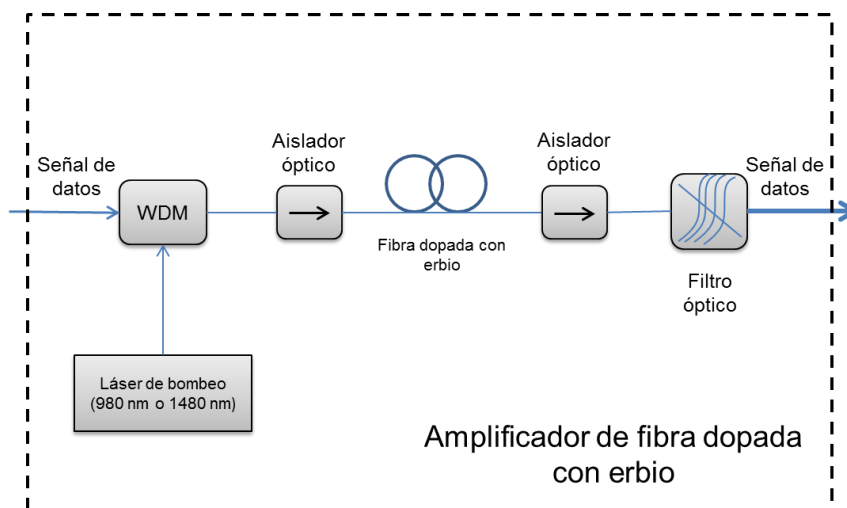 Señal de
datos
WDM
Aislador
óptico
Fibra dopada con
erbio
Aislador
óptico
Señal de
datos
Filtro
óptico
Láser de bombeo
(980 nm o 1480 nm)
Amplificador de fibra dopada
con erbio